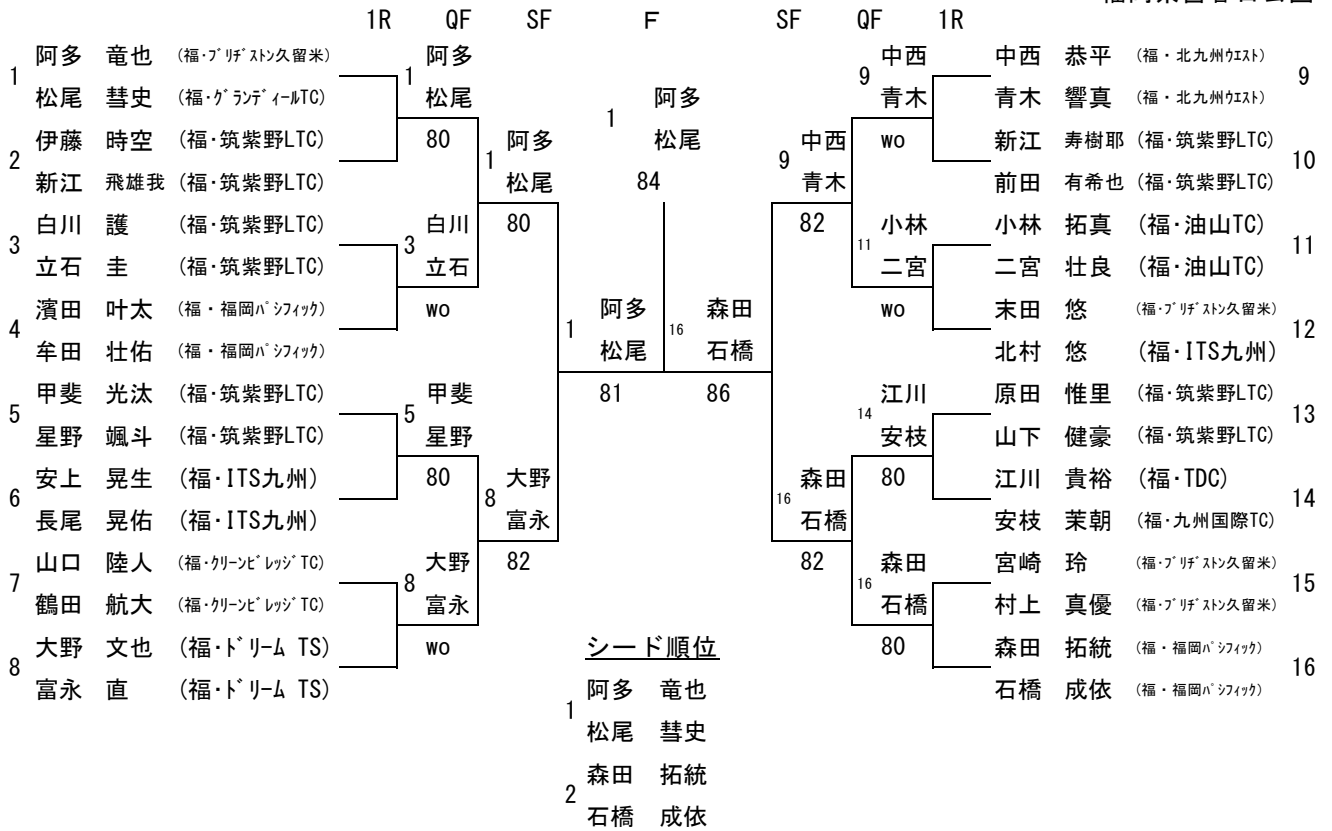 1R QF SF F SF QF 1R
1 阿多 竜也 (福・ブリヂストン久留米)
松尾 彗史 (福・グランディールTC)
2 伊藤 時空 (福・筑紫野LTC)
新江 飛雄我 (福・筑紫野LTC)
3 白川 護 (福・筑紫野LTC)
立石 圭 (福・筑紫野LTC)
4 濱田 叶太 (福・福岡パシフィック)
牟田 壮佑 (福・福岡パシフィック)
5 甲斐 光汰 (福・筑紫野LTC)
星野 颯斗 (福・筑紫野LTC)
6 安上 晃生 (福・ITS九州)
長尾 晃佑 (福・ITS九州)
7 山口 陸人 (福・クリーンビレッジTC)
鶴田 航大 (福・クリーンビレッジTC)
8 大野 文也 (福・ドリーム TS)
富永 直 (福・ドリーム TS)
1 阿多
松尾
80
3 白川
立石
wo
5 甲斐
星野
80
8 大野
富永
wo
1 阿多
松尾
80
8 大野
富永
82
1 阿多
松尾
81
1 阿多
松尾
84
16 森田
石橋
86
9 中西
青木
82
16 森田
石橋
82
9 中西
青木
wo
11 小林
二宮
wo
14 江川
安枝
80
16 森田
石橋
80
中西 恭平 (福・北九州ウエスト) 9
青木 響真 (福・北九州ウエスト)
新江 寿樹耶 (福・筑紫野LTC) 10
前田 有希也 (福・筑紫野LTC)
小林 拓真 (福・油山TC) 11
二宮 壮良 (福・油山TC)
末田 悠 (福・ブリヂストン久留米) 12
北村 悠 (福・ITS九州)
原田 惟里 (福・筑紫野LTC) 13
山下 健豪 (福・筑紫野LTC)
江川 貴裕 (福・TDC) 14
安枝 茉朝 (福・九州国際TC)
宮崎 玲 (福・ブリヂストン久留米) 15
村上 真優 (福・ブリヂストン久留米)
森田 拓統 (福・福岡パシフィック) 16
石橋 成依 (福・福岡パシフィック)
シード順位
1 阿多 竜也
松尾 彗史
2 森田 拓統
石橋 成依